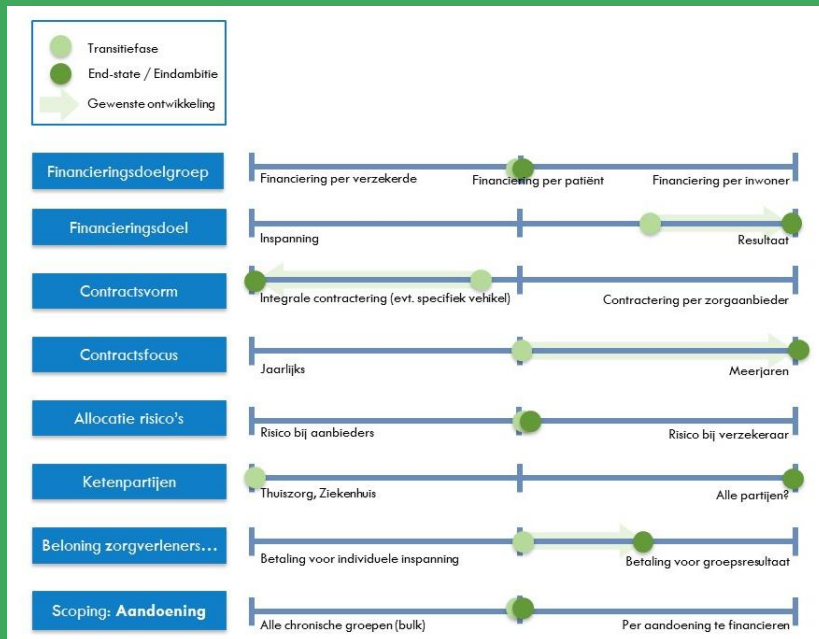 Transitiefase
End-state / Eindambitie
Gewenste ontwikkeling
Financieringsdoelgroep
Financiering per verzekerde
Financiering per patiënt
Financiering per inwoner
Financieringsdoel
Inspanning
Resultaat
Contractsvorm
Integrale contractering (evt. specifiek vehikel)
Contractering per zorgaanbieder
Contractsfocus
Jaarlijks
Meerjaren
Allocatie risico's
Risico bij aanbieders
Risico bij verzekeraar
Ketenpartijen
Thuiszorg, Ziekenhuis
Alle partijen?
Beloning zorgverleners...
Betaling voor individuele inspanning
Betaling voor groepsresultaat
Scoping: Aandoening
Alle chronische groepen (bulk)
Per aandoening te financieren